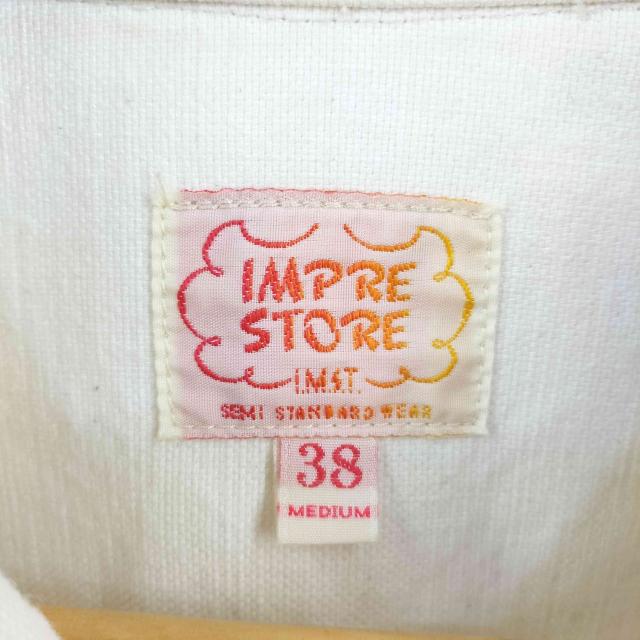 IMPRE
STORE
I.M.&T.
SEMI STANDARD WEAR
38
MEDIUM